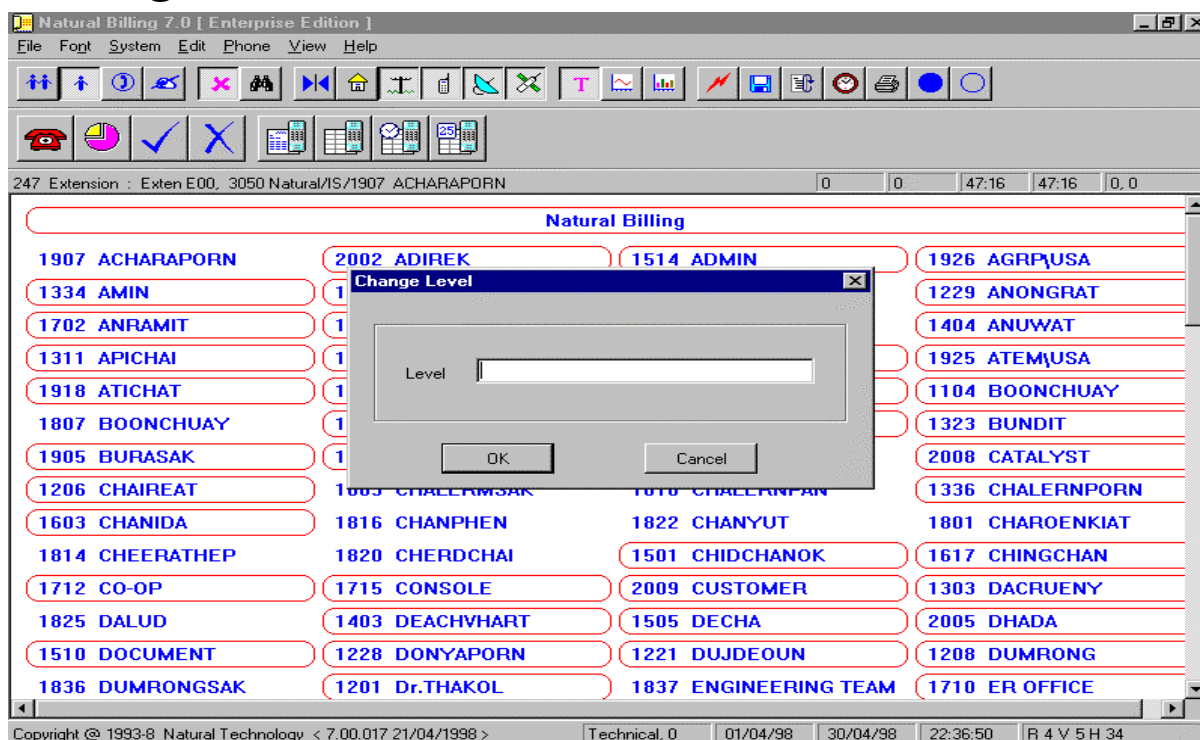 Natural Billing 7.0 [ Enterprise Edition ]
File Font System Edit Phone View Help
T
25
247 Extension : Exten E00, 3050 Natural/IS/1907 ACHARAPORN 0 0 47:16 47:16 0, 0
Natural Billing
1907 ACHARAPORN 2002 ADIREK 1514 ADMIN 1926 AGRP\USA
Change Level
1334 AMIN 1229 ANONGRAT
1702 ANRAMIT 1404 ANUWAT
1311 APICHAI 1925 ATEM\USA
Level
1918 ATICHAT 1104 BOONCHUAY
1807 BOONCHUAY 1323 BUNDIT
1905 BURASAK 2008 CATALYST
OK Cancel
1206 CHAIREAT CHALERMSAK CHALERNPAN 1336 CHALERNPORN
1603 CHANIDA 1816 CHANPHEN 1822 CHANYUT 1801 CHAROENKIAT
1814 CHEERATHEP 1820 CHERDCHAI 1501 CHIDCHANOK 1617 CHINGCHAN
1712 CO-OP 1715 CONSOLE 2009 CUSTOMER 1303 DACRUENY
1825 DALUD 1403 DEACHVHART 1505 DECHA 2005 DHADA
1510 DOCUMENT 1228 DONYAPORN 1221 DUJDEOUN 1208 DUMRONG
1836 DUMRONGSAK 1201 Dr.THAKOL 1837 ENGINEERING TEAM 1710 ER OFFICE
Copyright @ 1993-8 Natural Technology < 7.00.017 21/04/1998 > Technical, 0 01/04/98 30/04/98 22:36:50 R 4 V 5 H 34